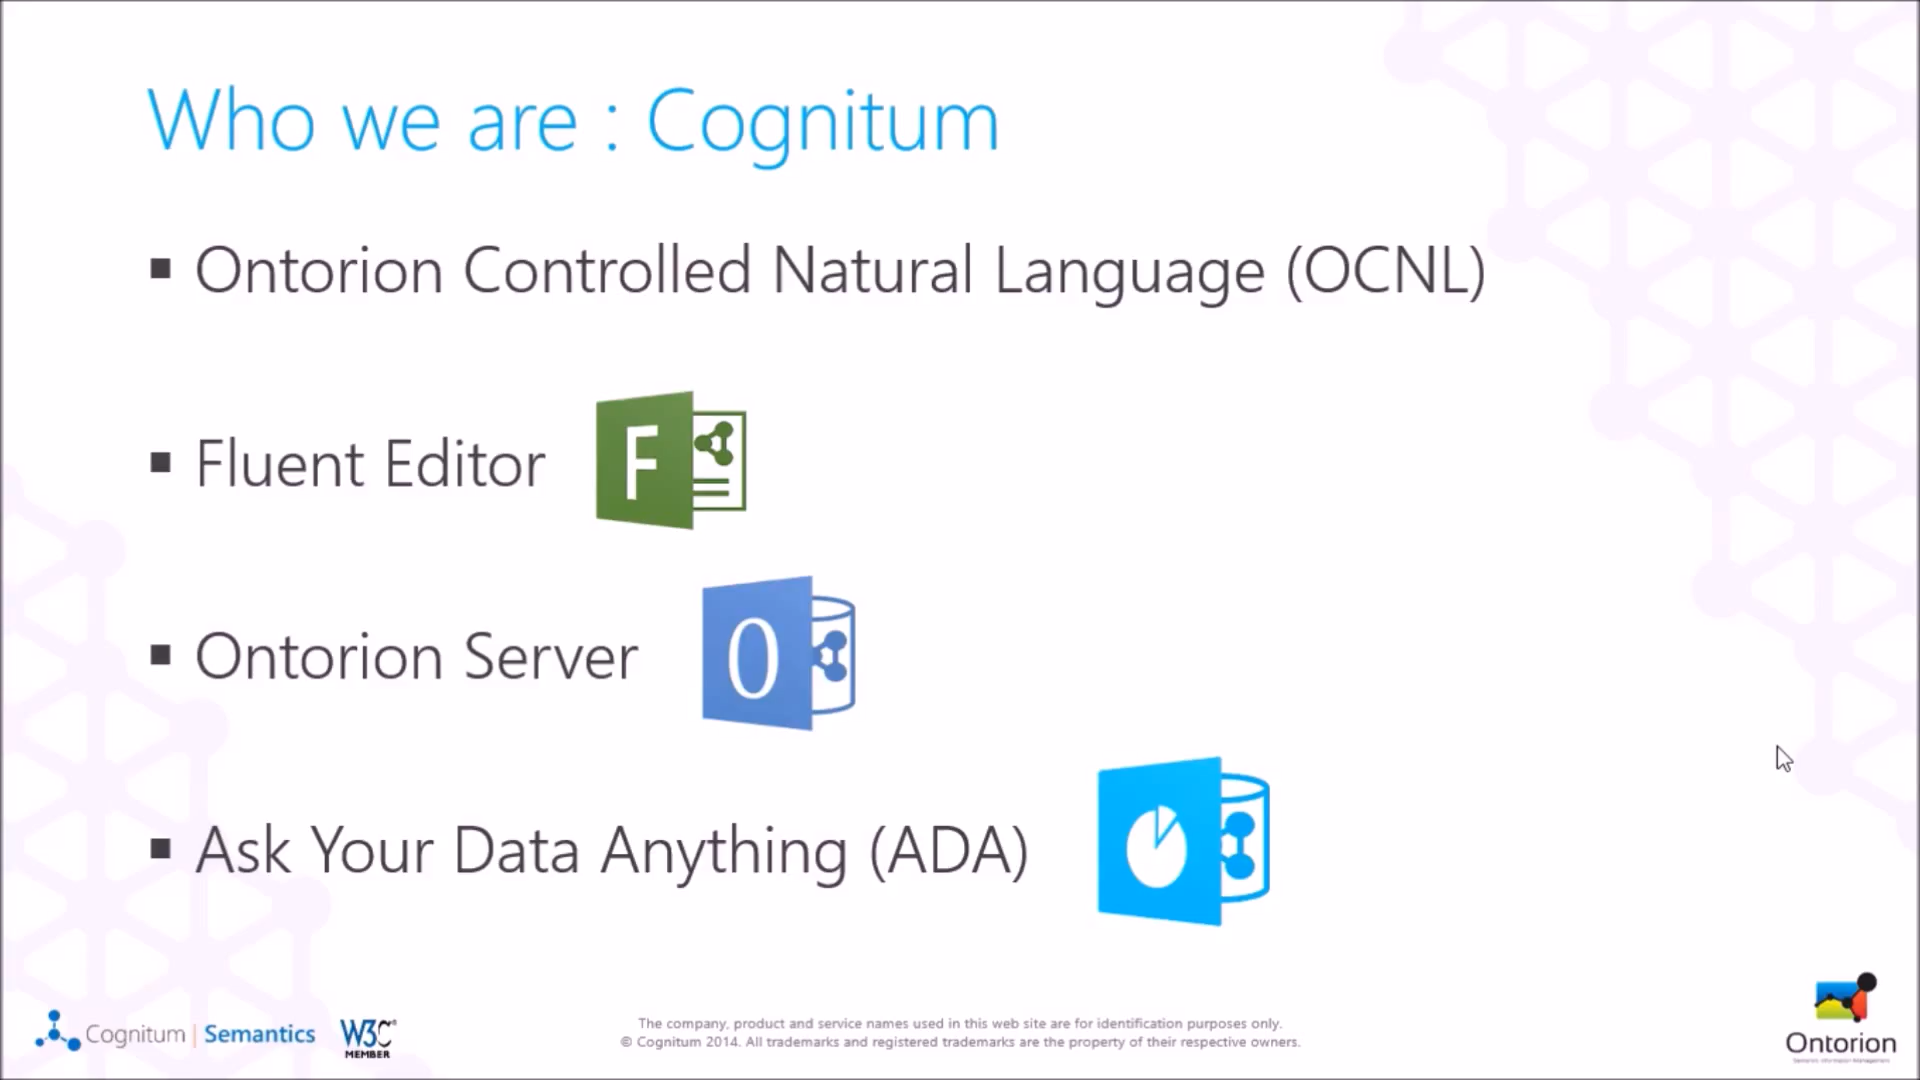 Who we are : Cognitum
▪ Ontorion Controlled Natural Language (OCNL)
▪ Fluent Editor
F
▪ Ontorion Server
O
▪ Ask Your Data Anything (ADA)
Cognitum | Semantics
W3C®
MEMBER
The company, product and service names used in this web site are for identification purposes only.
© Cognitum 2014. All trademarks and registered trademarks are the property of their respective owners.
Ontorion